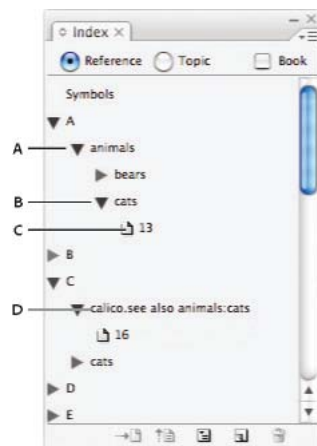 Index
Reference Topic Book
Symbols
A
A animals
bears
B cats
C 13
B
C
D calico.see also animals:cats
16
cats
D
E